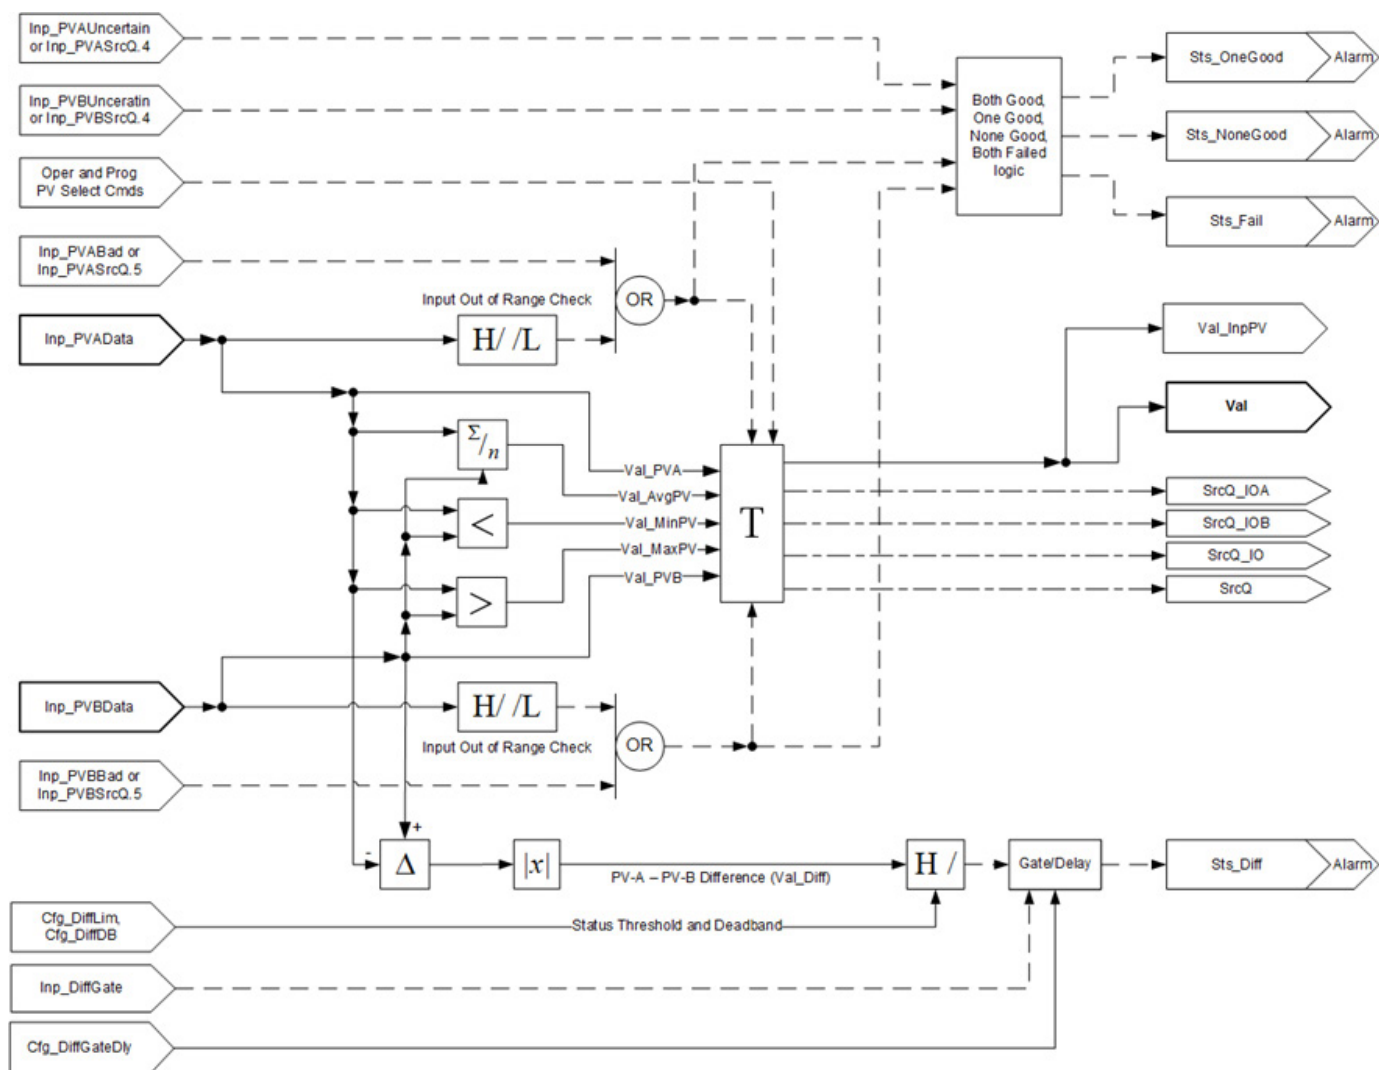 Inp_PVAUncertain
or Inp_PVASrcQ.4
Inp_PVBUnceratin
or Inp_PVBSrcQ.4
Oper and Prog
PV Select Cmds
Inp_PVABad or
Inp_PVASrcQ.5
Inp_PVAData
Input Out of Range Check
H/ /L
OR
Both Good,
One Good,
None Good,
Both Failed
logic
Sts_OneGood
Alarm
Sts_NoneGood
Alarm
Sts_Fail
Alarm
Val_InpPV
Val
Σ/n
<
>
Val_PVA
Val_AvgPV
Val_MinPV
Val_MaxPV
Val_PVB
T
SrcQ_IOA
SrcQ_IOB
SrcQ_IO
SrcQ
Inp_PVBData
H/ /L
Input Out of Range Check
OR
Inp_PVBBad or
Inp_PVBSrcQ.5
+
-
Δ
|x|
PV-A – PV-B Difference (Val_Diff)
H /
Gate/Delay
Sts_Diff
Alarm
Cfg_DiffLim,
Cfg_DiffDB
Status Threshold and Deadband
Inp_DiffGate
Cfg_DiffGateDly